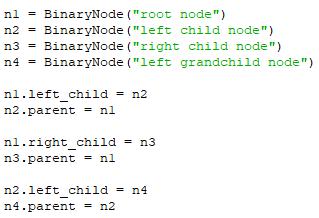 n1 = BinaryNode("root node")
n2 = BinaryNode("left child node")
n3 = BinaryNode("right child node")
n4 = BinaryNode("left grandchild node")
n1.left_child = n2
n2.parent = n1
n1.right_child = n3
n3.parent = n1
n2.left_child = n4
n4.parent = n2